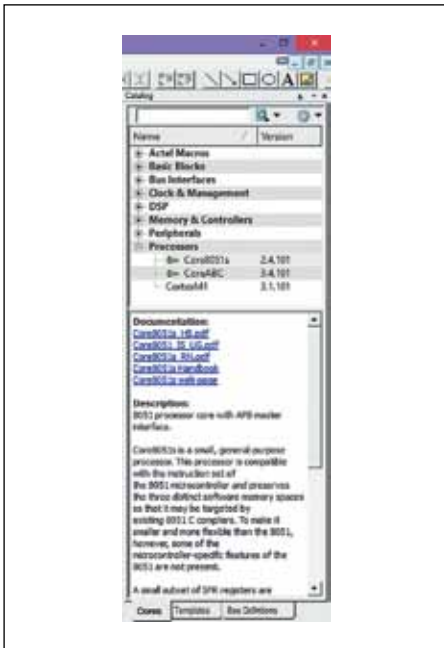 A
Catalog
Name / Version
Actel Macros
Basic Blocks
Bus Interfaces
Clock & Management
DSP
Memory & Controllers
Peripherals
Processors
Core8051s 2.4.101
CoreABC 3.4.101
CortexM1 3.1.101
Documentation:
Core8051s_HB.pdf
Core8051_IS_UG.pdf
Core8051s_RN.pdf
Core8051s Handbook
Core8051s web page
Description:
8051 processor core with APB master
interface.
Core8051s is a small, general purpose
processor. This processor is compatible
with the instruction set of
the 8051 microcontroller and preserves
the three distinct software memory spaces
so that it may be targeted by
existing 8051 C compilers. To make it
smaller and more flexible than the 8051,
however, some of the
microcontroller-specific features of the
8051 are not present.
A small subset of SFR registers are
Cores Templates Bus Definitions